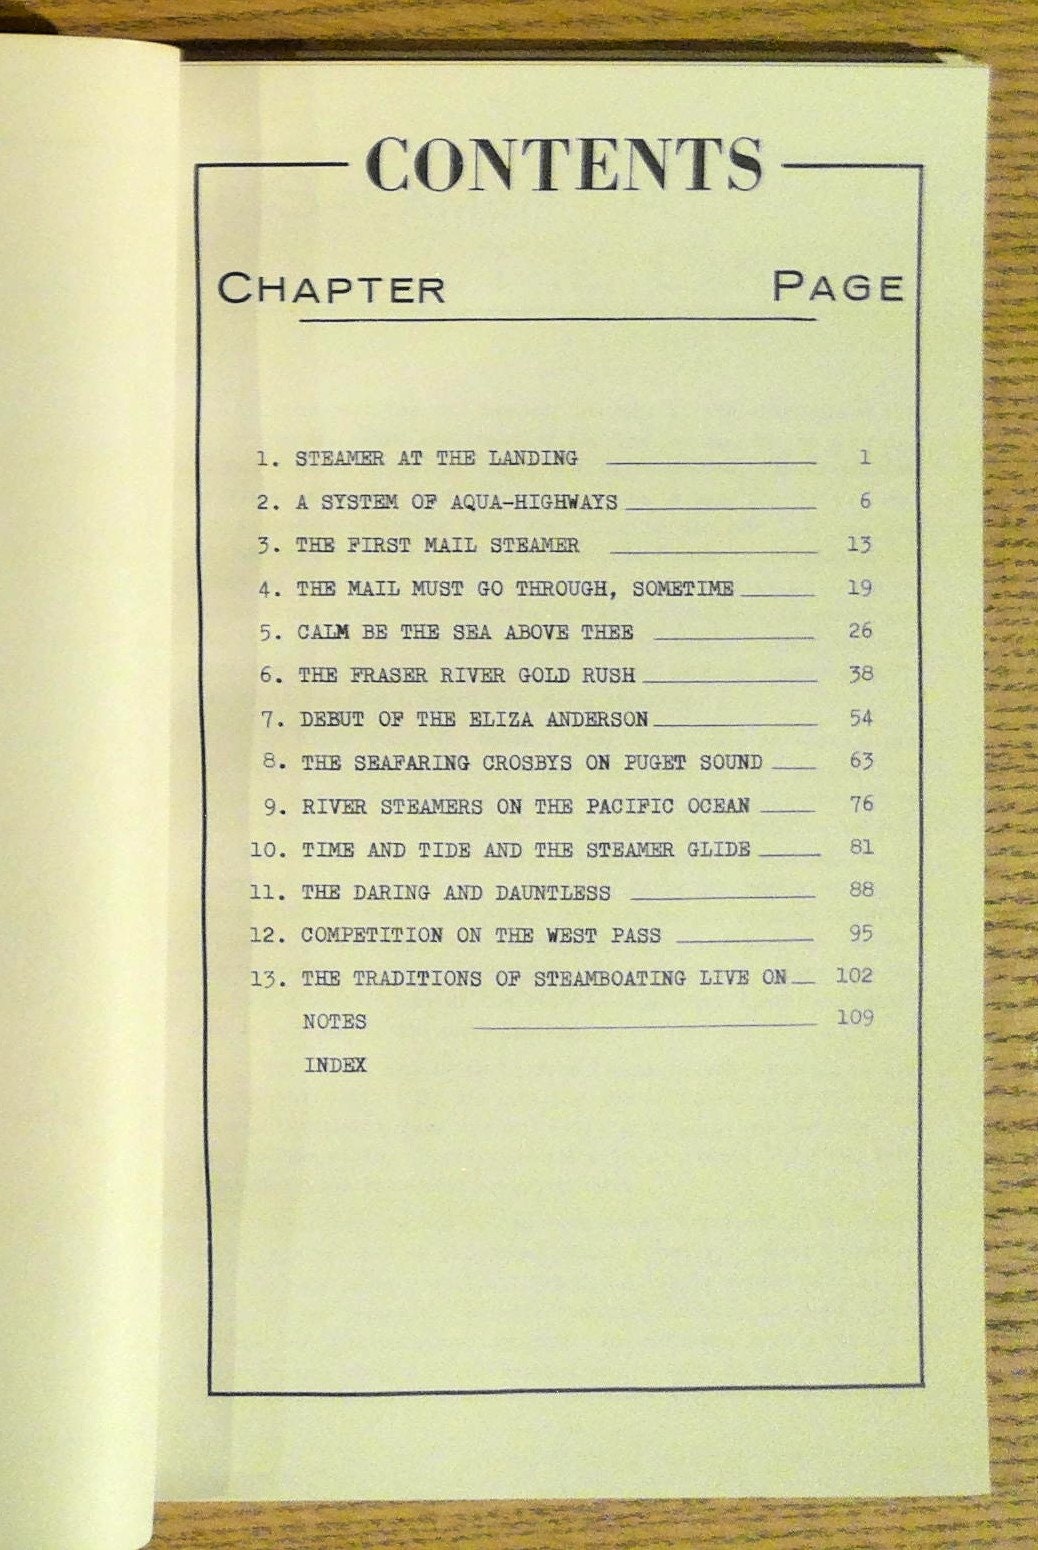 CONTENTS
CHAPTER PAGE
1. STEAMER AT THE LANDING 1
2. A SYSTEM OF AQUA-HIGHWAYS 6
3. THE FIRST MAIL STEAMER 13
4. THE MAIL MUST GO THROUGH, SOMETIME 19
5. CALM BE THE SEA ABOVE THEE 26
6. THE FRASER RIVER GOLD RUSH 38
7. DEBUT OF THE ELIZA ANDERSON 54
8. THE SEAFARING CROSBYS ON PUGET SOUND 63
9. RIVER STEAMERS ON THE PACIFIC OCEAN 76
10. TIME AND TIDE AND THE STEAMER GLIDE 81
11. THE DARING AND DAUNTLESS 88
12. COMPETITION ON THE WEST PASS 95
13. THE TRADITIONS OF STEAMBOATING LIVE ON 102
NOTES 109
INDEX